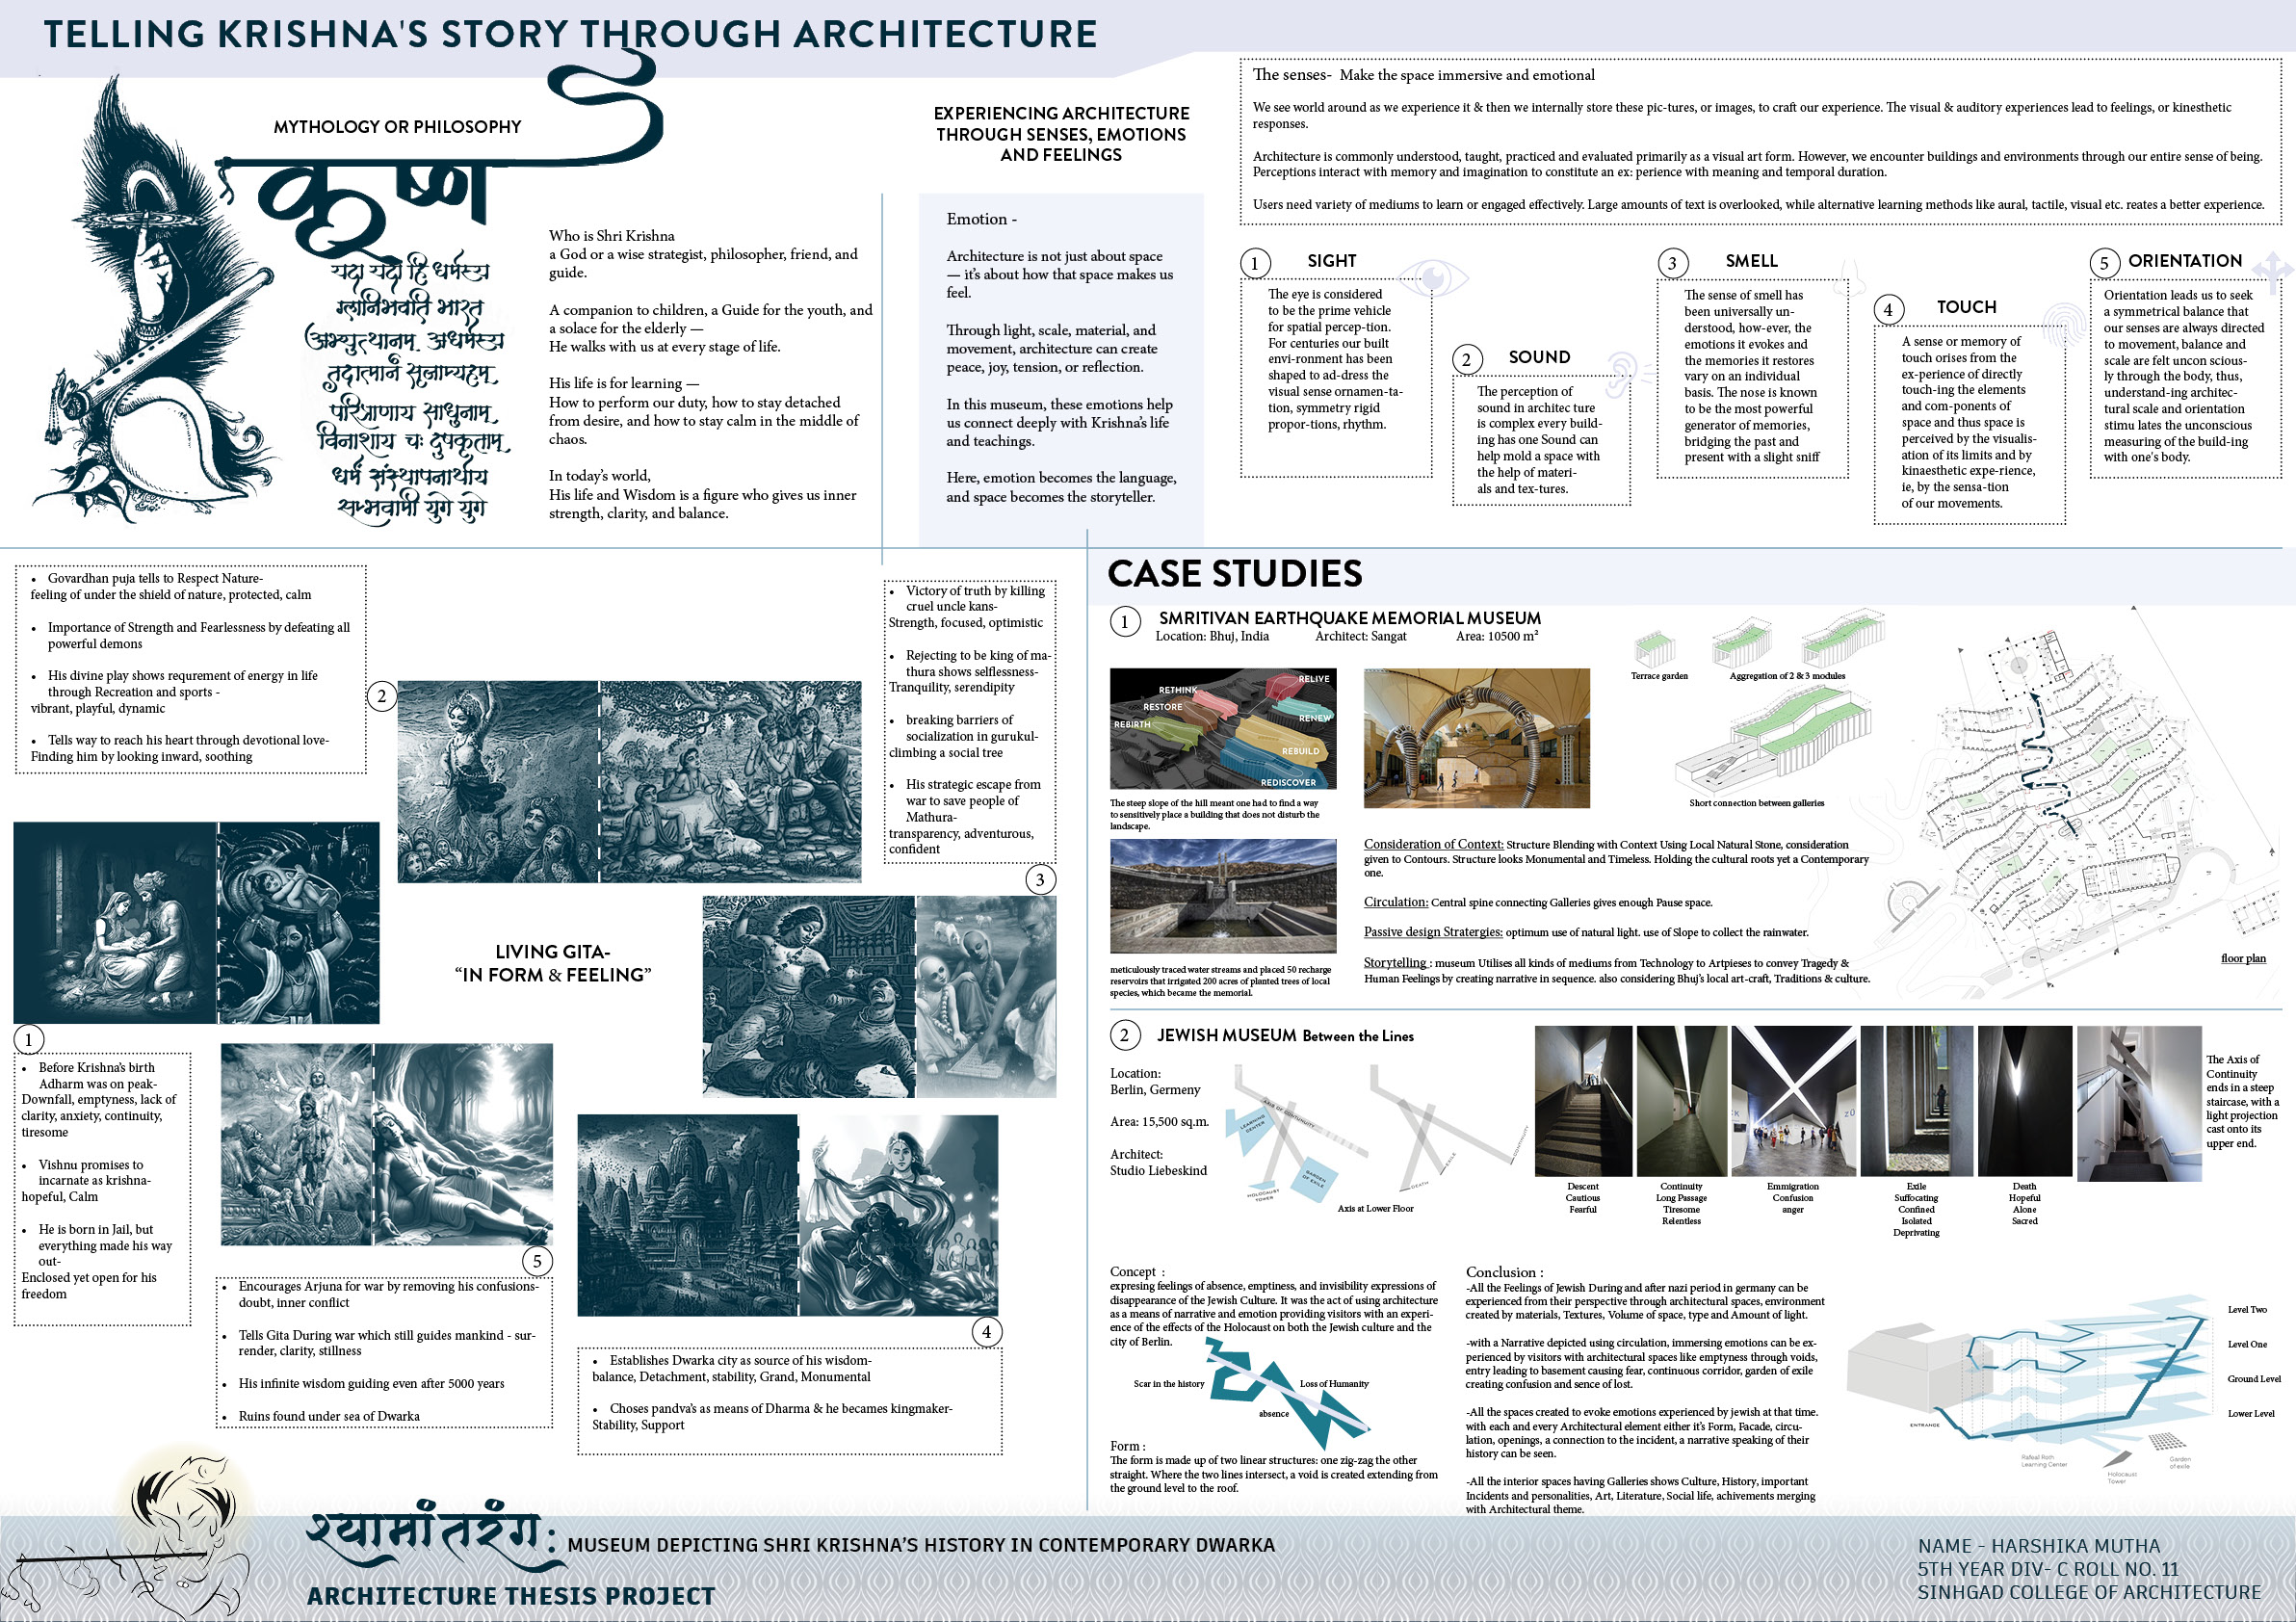 TELLING KRISHNA'S STORY THROUGH ARCHITECTURE
MYTHOLOGY OR PHILOSOPHY
कृष्ण
यदा यदा हि धर्मस्य
ग्लानिर्भवति भारत
अभ्युत्थानम् अधर्मस्य
तदात्मानं सृजाम्यहम्
परित्राणाय साधुनाम्
विनाशाय चः दुषकृताम्
धर्म संस्थापनार्थाय
सम्भवामी युगे युगे
Who is Shri Krishna
a God or a wise strategist, philosopher, friend, and
guide.
A companion to children, a Guide for the youth, and
a solace for the elderly —
He walks with us at every stage of life.
His life is for learning —
How to perform our duty, how to stay detached
from desire, and how to stay calm in the middle of
chaos.
In today's world,
His life and Wisdom is a figure who gives us inner
strength, clarity, and balance.
EXPERIENCING ARCHITECTURE
THROUGH SENSES, EMOTIONS
AND FEELINGS
Emotion -
Architecture is not just about space
— it's about how that space makes us
feel.
Through light, scale, material, and
movement, architecture can create
peace, joy, tension, or reflection.
In this museum, these emotions help
us connect deeply with Krishna's life
and teachings.
Here, emotion becomes the language,
and space becomes the storyteller.
The senses- Make the space immersive and emotional
We see world around as we experience it & then we internally store these pic-tures, or images, to craft our experience. The visual & auditory experiences lead to feelings, or kinesthetic
responses.
Architecture is commonly understood, taught, practiced and evaluated primarily as a visual art form. However, we encounter buildings and environments through our entire sense of being.
Perceptions interact with memory and imagination to constitute an ex: perience with meaning and temporal duration.
Users need variety of mediums to learn or engaged effectively. Large amounts of text is overlooked, while alternative learning methods like aural, tactile, visual etc. reates a better experience.
1 SIGHT
The eye is considered
to be the prime vehicle
for spatial percep-tion.
For centuries our built
envi-ronment has been
shaped to ad-dress the
visual sense ornamen-ta-
tion, symmetry rigid
propor-tions, rhythm.
2 SOUND
The perception of
sound in architec ture
is complex every build-
ing has one Sound can
help mold a space with
the help of materi-
als and tex-tures.
3 SMELL
The sense of smell has
been universally un-
derstood, how-ever, the
emotions it evokes and
the memories it restores
vary on an individual
basis. The nose is known
to be the most powerful
generator of memories,
bridging the past and
present with a slight sniff
4 TOUCH
A sense or memory of
touch orises from the
ex-perience of directly
touch-ing the elements
and com-ponents of
space and thus space is
perceived by the visualis-
ation of its limits and by
kinaesthetic expe-rience,
ie, by the sensa-tion
of our movements.
5 ORIENTATION
Orientation leads us to seek
a symmetrical balance that
our senses are always directed
to movement, balance and
scale are felt uncon scious-
ly through the body, thus,
understand-ing architec-
tural scale and orientation
stimu lates the unconscious
measuring of the build-ing
with one's body.
• Govardhan puja tells to Respect Nature-
feeling of under the shield of nature, protected, calm
• Importance of Strength and Fearlessness by defeating all
powerful demons
• His divine play shows requrement of energy in life
through Recreation and sports -
vibrant, playful, dynamic
• Tells way to reach his heart through devotional love-
Finding him by looking inward, soothing
2
• Victory of truth by killing
cruel uncle kans-
Strength, focused, optimistic
• Rejecting to be king of ma-
thura shows selflessness-
Tranquility, serendipity
• breaking barriers of
socialization in gurukul-
climbing a social tree
• His strategic escape from
war to save people of
Mathura-
transparency, adventurous,
confident
3
LIVING GITA-
“IN FORM & FEELING”
1
• Before Krishna's birth
Adharm was on peak-
Downfall, emptyness, lack of
clarity, anxiety, continuity,
tiresome
• Vishnu promises to
incarnate as krishna-
hopeful, Calm
• He is born in Jail, but
everything made his way
out-
Enclosed yet open for his
freedom
5
• Encourages Arjuna for war by removing his confusions-
doubt, inner conflict
• Tells Gita During war which still guides mankind - sur-
render, clarity, stillness
• His infinite wisdom guiding even after 5000 years
• Ruins found under sea of Dwarka
4
• Establishes Dwarka city as source of his wisdom-
balance, Detachment, stability, Grand, Monumental
• Choses pandva's as means of Dharma & he becames kingmaker-
Stability, Support
CASE STUDIES
1 SMRITIVAN EARTHQUAKE MEMORIAL MUSEUM
Location: Bhuj, India Architect: Sangat Area: 10500 m²
RETHINK
RESTORE
REBIRTH
RELIVE
RENEW
REBUILD
REDISCOVER
The steep slope of the hill meant one had to find a way
to sensitively place a building that does not disturb the
landscape.
meticulously traced water streams and placed 50 recharge
reservoirs that irrigated 200 acres of planted trees of local
species, which became the memorial.
Terrace garden
Aggregation of 2 & 3 modules
Short connection between galleries
Consideration of Context: Structure Blending with Context Using Local Natural Stone, consideration
given to Contours. Structure looks Monumental and Timeless. Holding the cultural roots yet a Contemporary
one.
Circulation: Central spine connecting Galleries gives enough Pause space.
Passive design Stratergies: optimum use of natural light. use of Slope to collect the rainwater.
Storytelling : museum Utilises all kinds of mediums from Technology to Artpieses to convey Tragedy &
Human Feelings by creating narrative in sequence. also considering Bhuj's local art-craft, Traditions & culture.
floor plan
2 JEWISH MUSEUM Between the Lines
Location:
Berlin, Germeny
Area: 15,500 sq.m.
Architect:
Studio Liebeskind
LEARNING
CENTER
AXIS OF CONTUNUITY
HOLOCAUST
TOWER
GARDEN
OF EXILE
DEATH
EXILE
CONTINUITY
Axis at Lower Floor
Descent
Cautious
Fearful
Continuity
Long Passage
Tiresome
Relentless
Emmigration
Confusion
anger
Exile
Suffocating
Confined
Isolated
Deprivating
Death
Hopeful
Alone
Sacred
The Axis of
Continuity
ends in a steep
staircase, with a
light projection
cast onto its
upper end.
Concept :
expresing feelings of absence, emptiness, and invisibility expressions of
disappearance of the Jewish Culture. It was the act of using architecture
as a means of narrative and emotion providing visitors with an experi-
ence of the effects of the Holocaust on both the Jewish culture and the
city of Berlin.
Scar in the history
Loss of Humanity
absence
Form :
The form is made up of two linear structures: one zig-zag the other
straight. Where the two lines intersect, a void is created extending from
the ground level to the roof.
Conclusion :
-All the Feelings of Jewish During and after nazi period in germany can be
experienced from their perspective through architectural spaces, environment
created by materials, Textures, Volume of space, type and Amount of light.
-with a Narrative depicted using circulation, immersing emotions can be ex-
perienced by visitors with architectural spaces like emptyness through voids,
entry leading to basement causing fear, continuous corridor, garden of exile
creating confusion and sence of lost.
-All the spaces created to evoke emotions experienced by jewish at that time.
with each and every Architectural element either it's Form, Facade, circu-
lation, openings, a connection to the incident, a narrative speaking of their
history can be seen.
-All the interior spaces having Galleries shows Culture, History, important
Incidents and personalities, Art, Literature, Social life, achivements merging
with Architectural theme.
Level Two
Level One
Ground Level
Lower Level
ENTRANCE
Rafeal Roth
Learning Center
Holocaust
Tower
Garden
of exile
श्यामांतरंग:
MUSEUM DEPICTING SHRI KRISHNA'S HISTORY IN CONTEMPORARY DWARKA
ARCHITECTURE THESIS PROJECT
NAME - HARSHIKA MUTHA
5TH YEAR DIV- C ROLL NO. 11
SINHGAD COLLEGE OF ARCHITECTURE